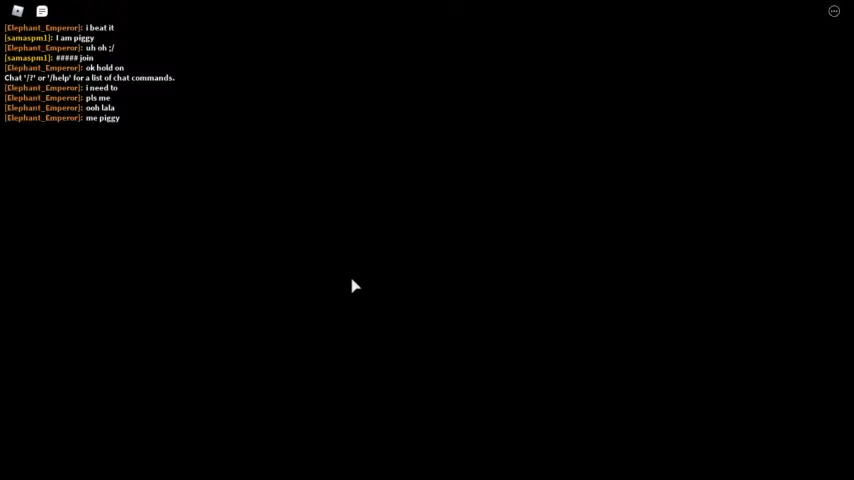 [Elephant_Emperor]: i beat it
[samaspm1]: I am piggy
[Elephant_Emperor]: uh oh ;/
[samaspm1]: ##### join
[Elephant_Emperor]: ok hold on
Chat '/?' or '/help' for a list of chat commands.
[Elephant_Emperor]: i need to
[Elephant_Emperor]: pls me
[Elephant_Emperor]: ooh lala
[Elephant_Emperor]: me piggy